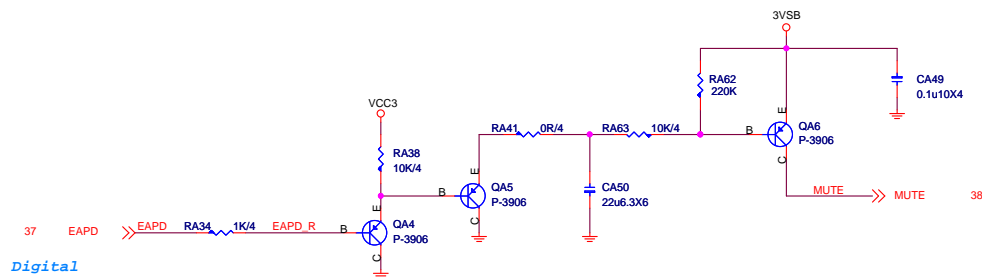 3VSB
RA62
220K
CA49
0.1u10X4
VCC3
RA41 0R/4 RA63 10K/4 B E QA6
P-3906
C
RA38
10K/4
E
B QA5
P-3906
C
CA50
22u6.3X6
MUTE MUTE 38
E
37 EAPD EAPD RA34 1K/4 EAPD_R B QA4
P-3906
C
Digital